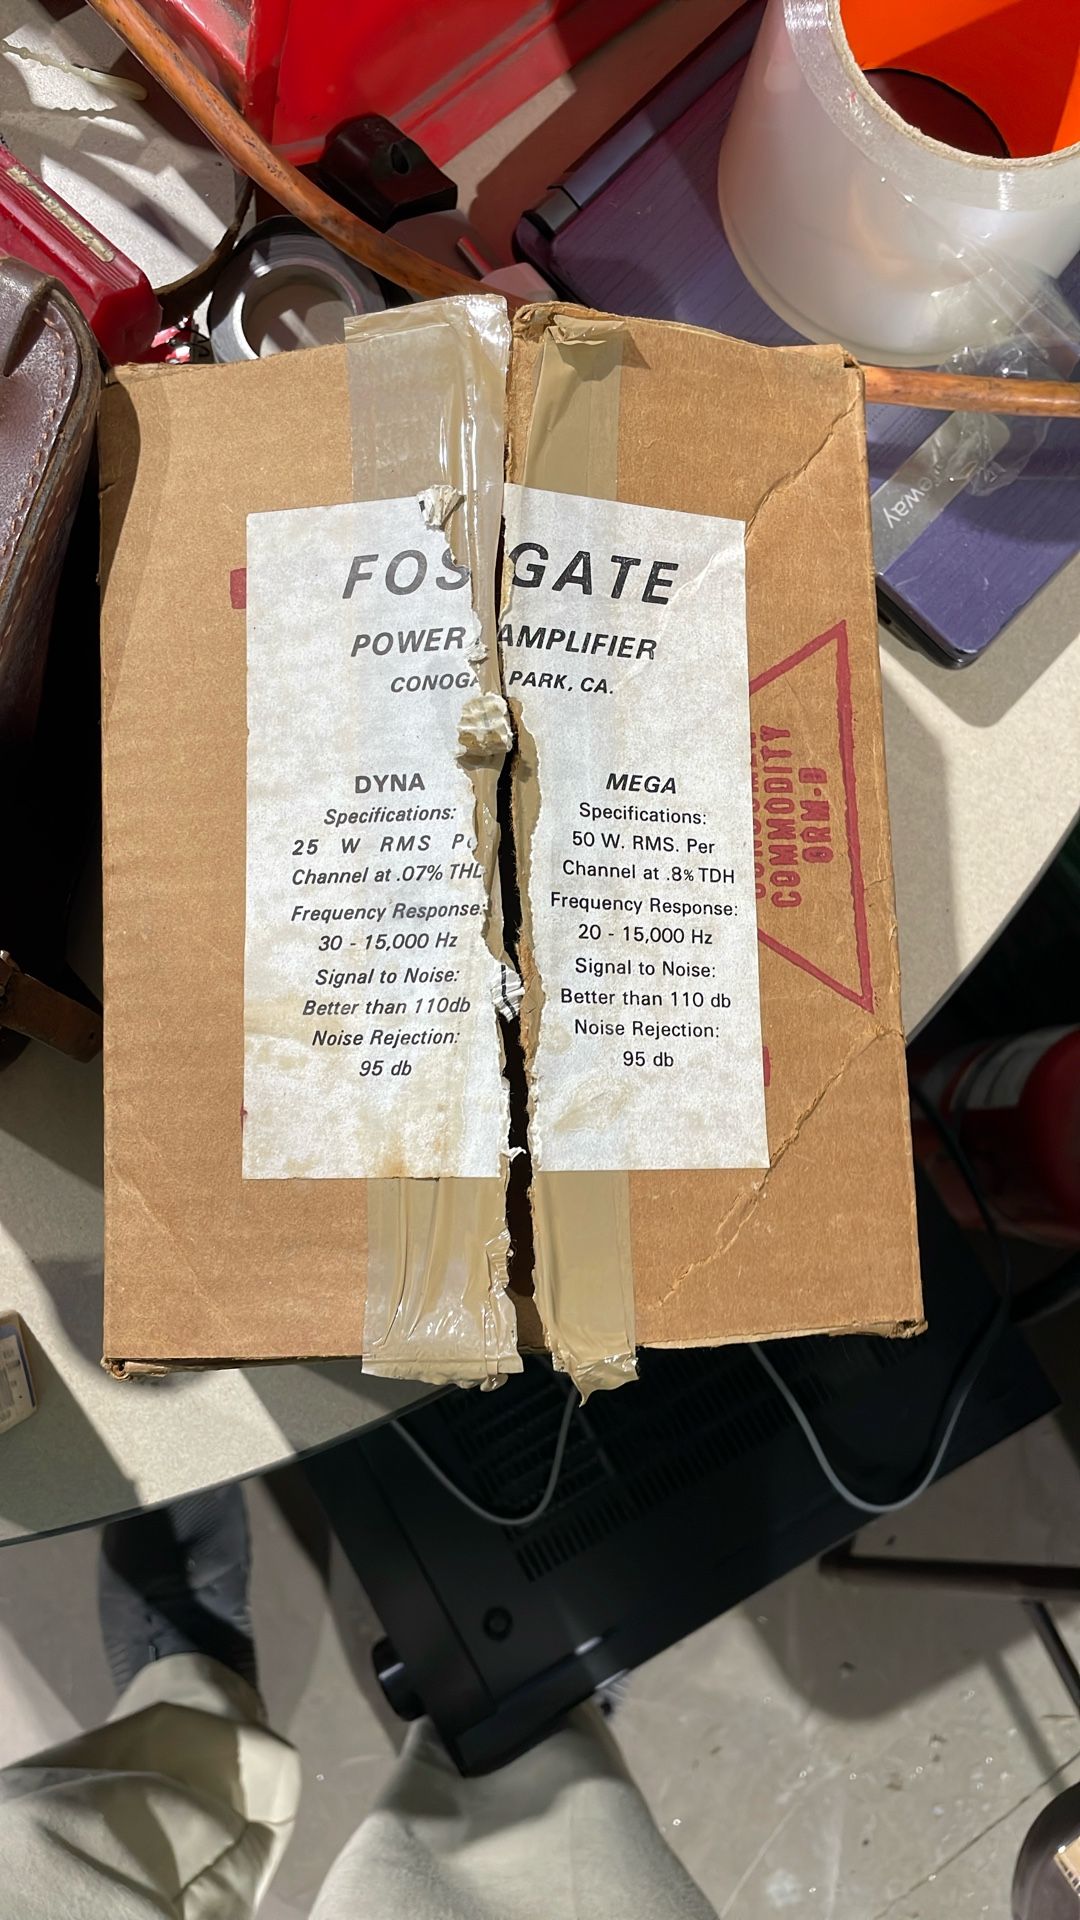 FOS GATE
POWER AMPLIFIER
CONOGA PARK, CA.
DYNA
Specifications:
25 W RMS
Channel at .07% THD
Frequency Response:
30 - 15,000 Hz
Signal to Noise:
Better than 110db
Noise Rejection:
95 db
MEGA
Specifications:
50 W. RMS. Per
Channel at .8% TDH
Frequency Response:
20 - 15,000 Hz
Signal to Noise:
Better than 110 db
Noise Rejection:
95 db
COMMODITY
ORM-D